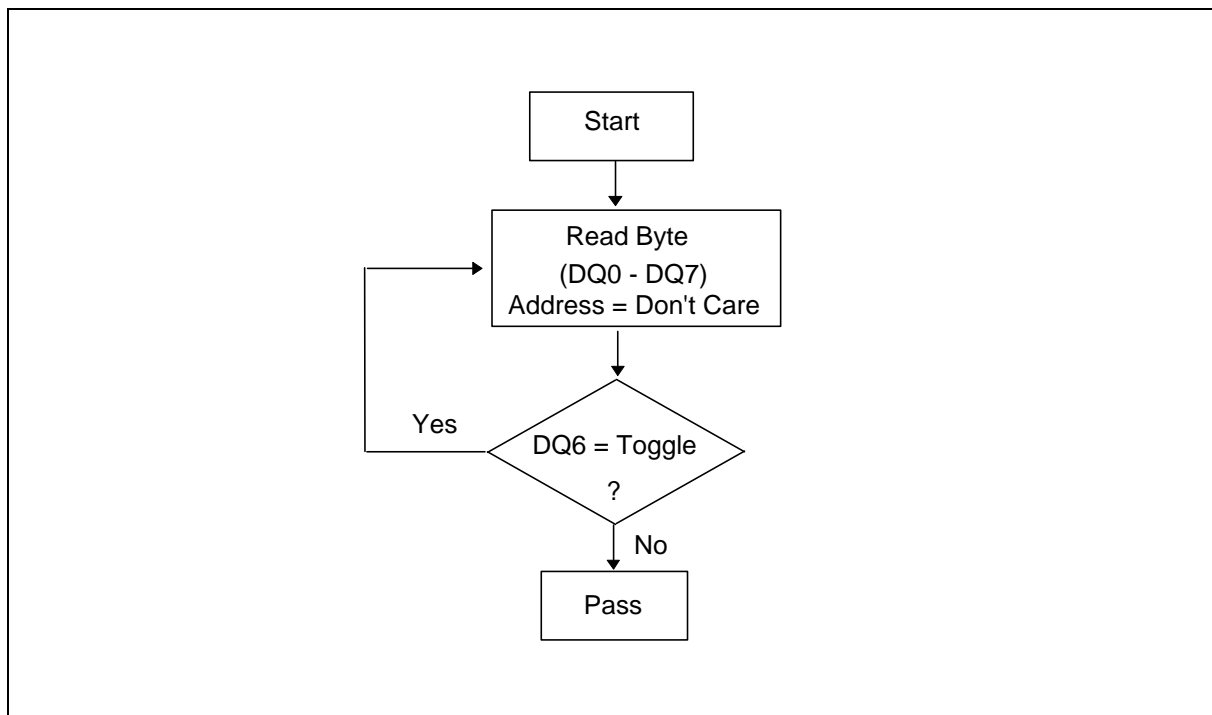 Start
Read Byte
(DQ0 - DQ7)
Address = Don't Care
Yes
DQ6 = Toggle
?
No
Pass